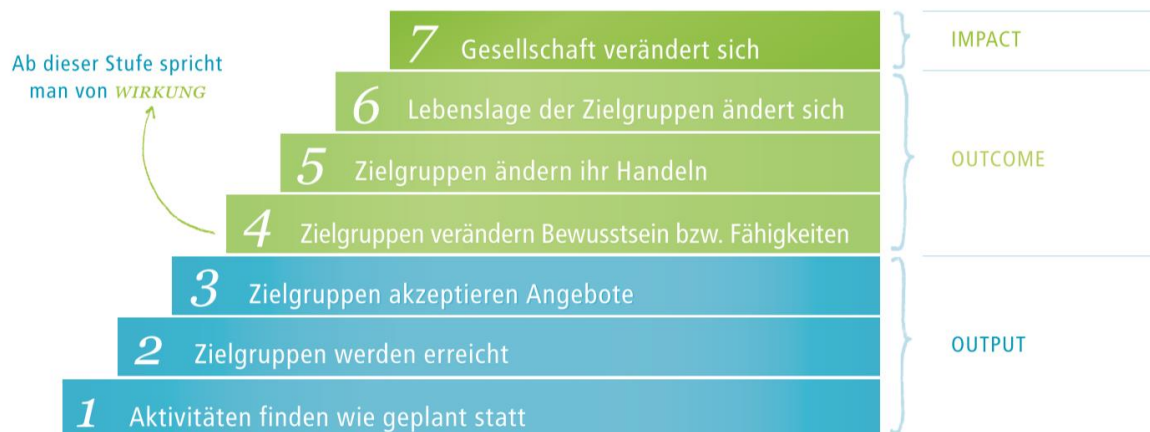 7 Gesellschaft verändert sich
IMPACT
Ab dieser Stufe spricht
man von WIRKUNG
6 Lebenslage der Zielgruppen ändert sich
5 Zielgruppen ändern ihr Handeln
OUTCOME
4 Zielgruppen verändern Bewusstsein bzw. Fähigkeiten
3 Zielgruppen akzeptieren Angebote
2 Zielgruppen werden erreicht
OUTPUT
1 Aktivitäten finden wie geplant statt